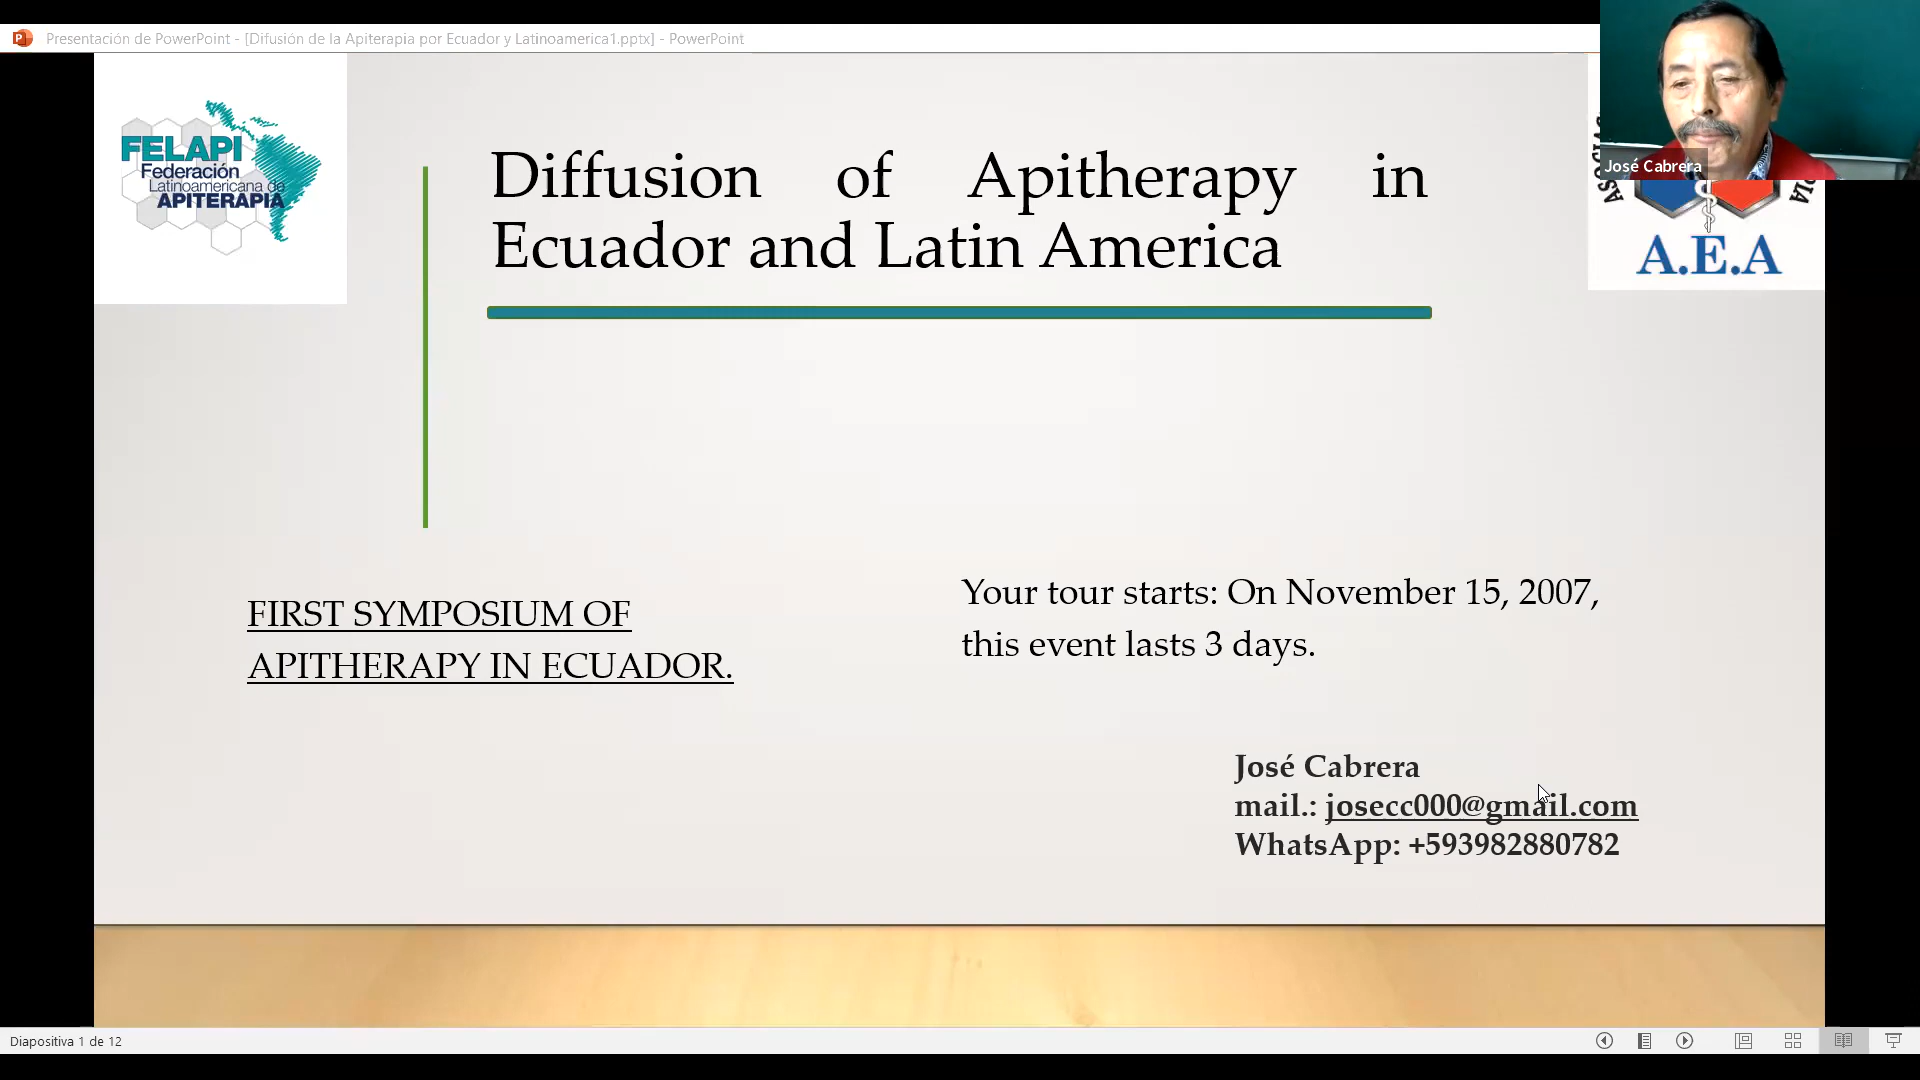 Presentación de PowerPoint - [Difusión de la Apiterapia por Ecuador y Latinoamerica1.pptx] - PowerPoint
José Cabrera
FELAPI
Federación
Latinoamericana de
APITERAPIA
A.E.A
Diffusion of Apitherapy in
Ecuador and Latin America
FIRST SYMPOSIUM OF
APITHERAPY IN ECUADOR.
Your tour starts: On November 15, 2007,
this event lasts 3 days.
José Cabrera
mail.: josecc000@gmail.com
WhatsApp: +593982880782
Diapositiva 1 de 12